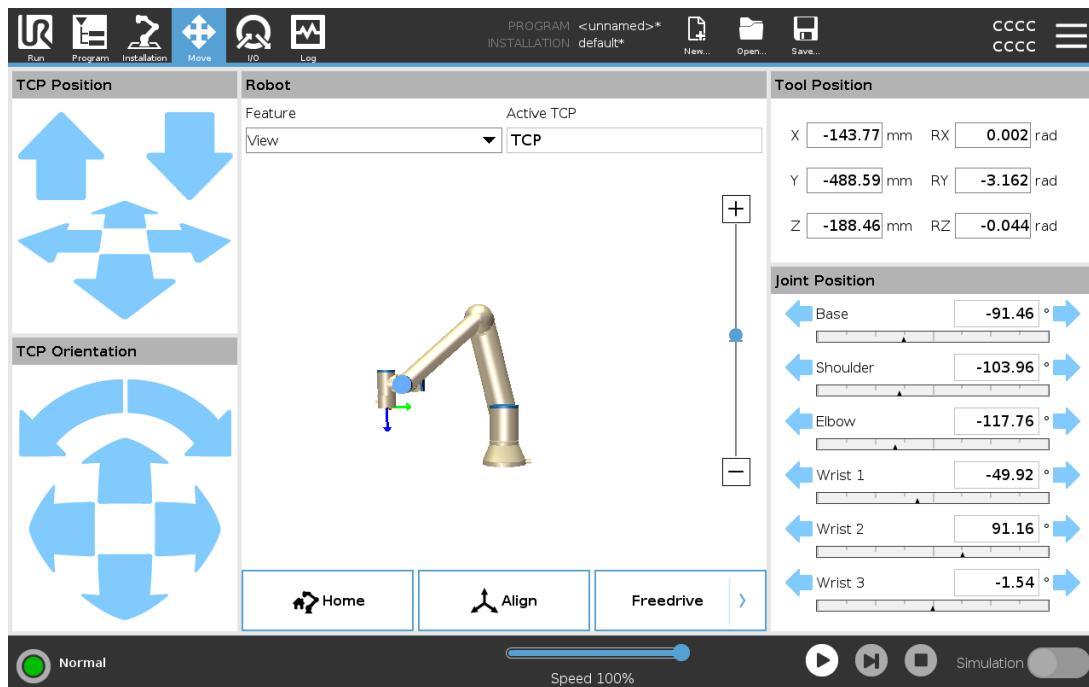 Run
Program
Installation
Move
I/O
Log
PROGRAM <unnamed>*
INSTALLATION default*
New...
Open...
Save...
CCCC
CCCC
TCP Position
TCP Orientation
Robot
Feature
Active TCP
View
TCP
+
−
Home
Align
Freedrive
Tool Position
X -143.77 mm RX 0.002 rad
Y -488.59 mm RY -3.162 rad
Z -188.46 mm RZ -0.044 rad
Joint Position
Base -91.46 °
Shoulder -103.96 °
Elbow -117.76 °
Wrist 1 -49.92 °
Wrist 2 91.16 °
Wrist 3 -1.54 °
Normal
Speed 100%
Simulation